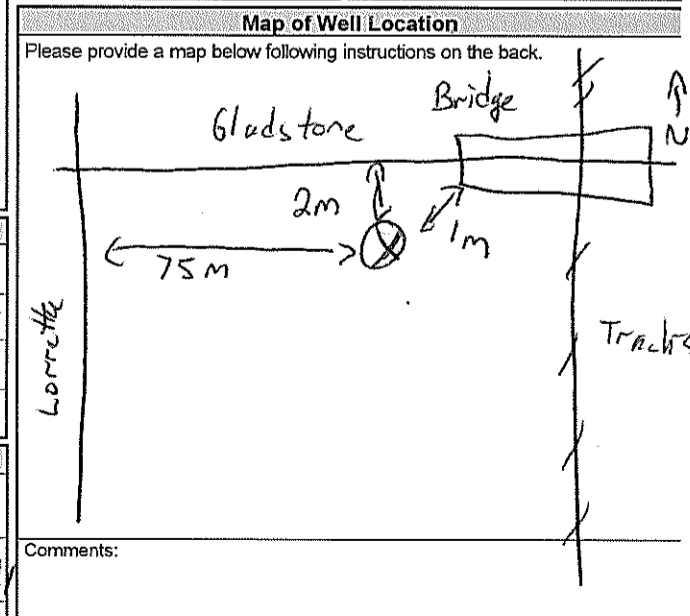 Map of Well Location
Please provide a map below following instructions on the back.
Bridge
Gladstone
N
2m
1m
75m
Lorrette
Tracks
Comments: